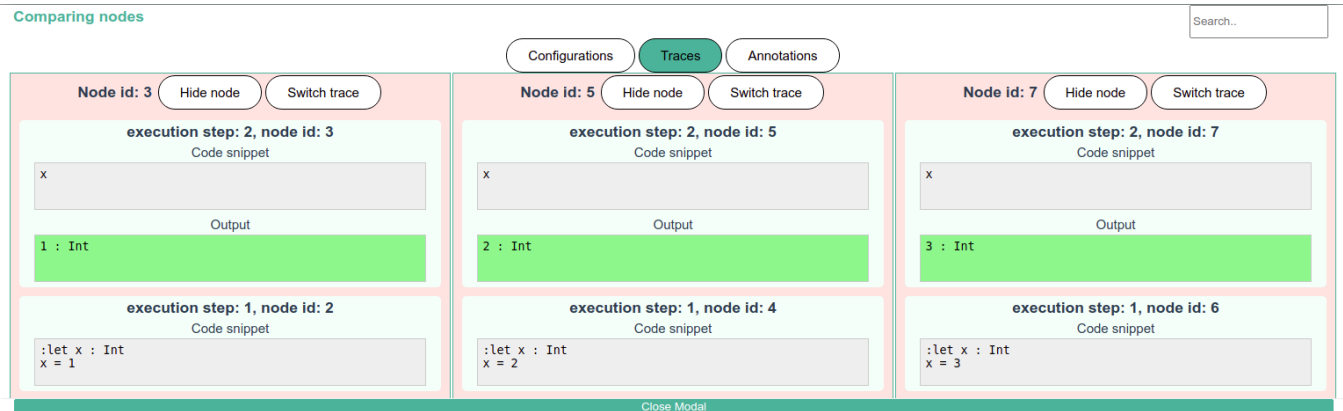 Comparing nodes
Search..
Configurations
Traces
Annotations
Node id: 3
Hide node
Switch trace
execution step: 2, node id: 3
Code snippet
x
Output
1 : Int
execution step: 1, node id: 2
Code snippet
:let x : Int
x = 1
Node id: 5
Hide node
Switch trace
execution step: 2, node id: 5
Code snippet
x
Output
2 : Int
execution step: 1, node id: 4
Code snippet
:let x : Int
x = 2
Node id: 7
Hide node
Switch trace
execution step: 2, node id: 7
Code snippet
x
Output
3 : Int
execution step: 1, node id: 6
Code snippet
:let x : Int
x = 3
Close Modal